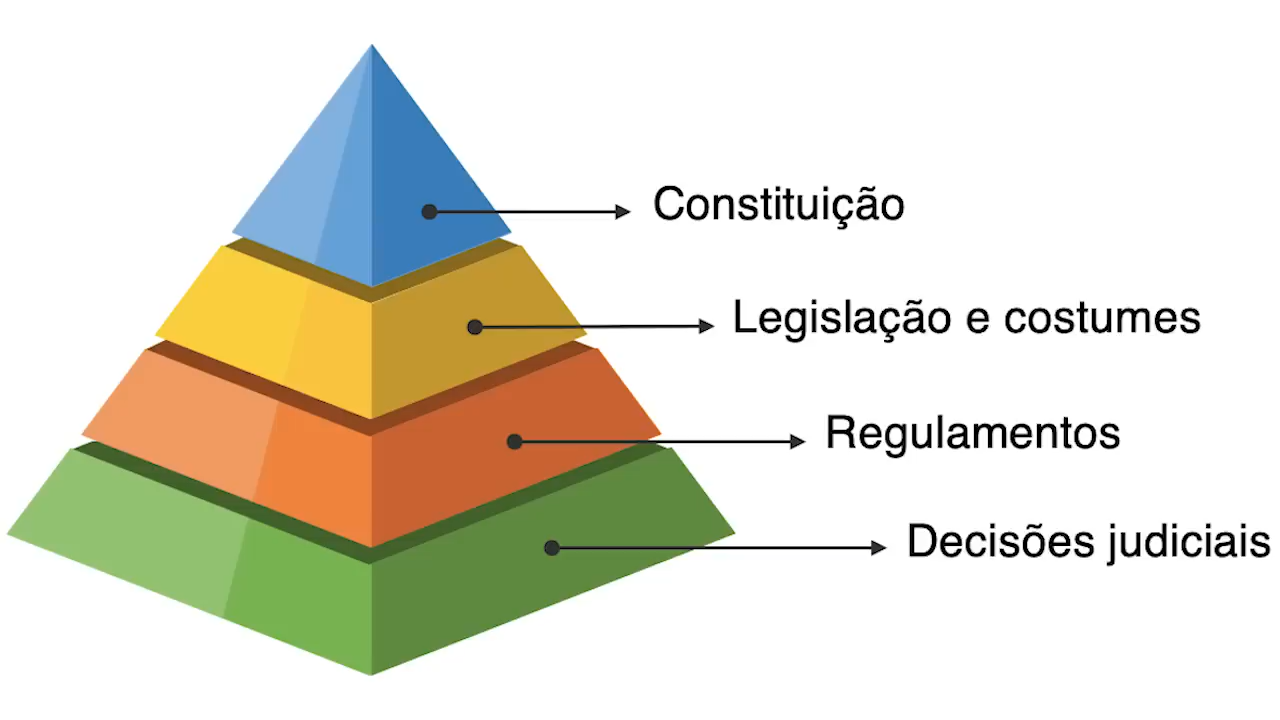 Constituição
Legislação e costumes
Regulamentos
Decisões judiciais